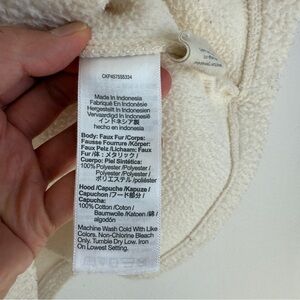 CKPX57555334
Made In Indonesia
Fabriqué En Indonésie
Hergestellt In Indonesien
Vervaardigd In Indonesië
インドネシア製
hecho en indonesia
Body: Faux Fur /Corps:
Fausse Fourrure /Körper:
Faux Pelz /Lichaam: Faux
Fur /体:メタリック/
Cuerpo: Piel Sintética:
100% Polyester /Polyester/
Polyester /Polyester/
ポリエステル /poliéster
Hood /Capuche /Kapuze /
Capuchon /フード部分 /
Capucha:
100% Cotton /Coton /
Baumwolle /Katoen / 綿 /
algodón
Machine Wash Cold With Like
Colors. Non-Chlorine Bleach
Only. Tumble Dry Low. Iron
On Lowest Setting.